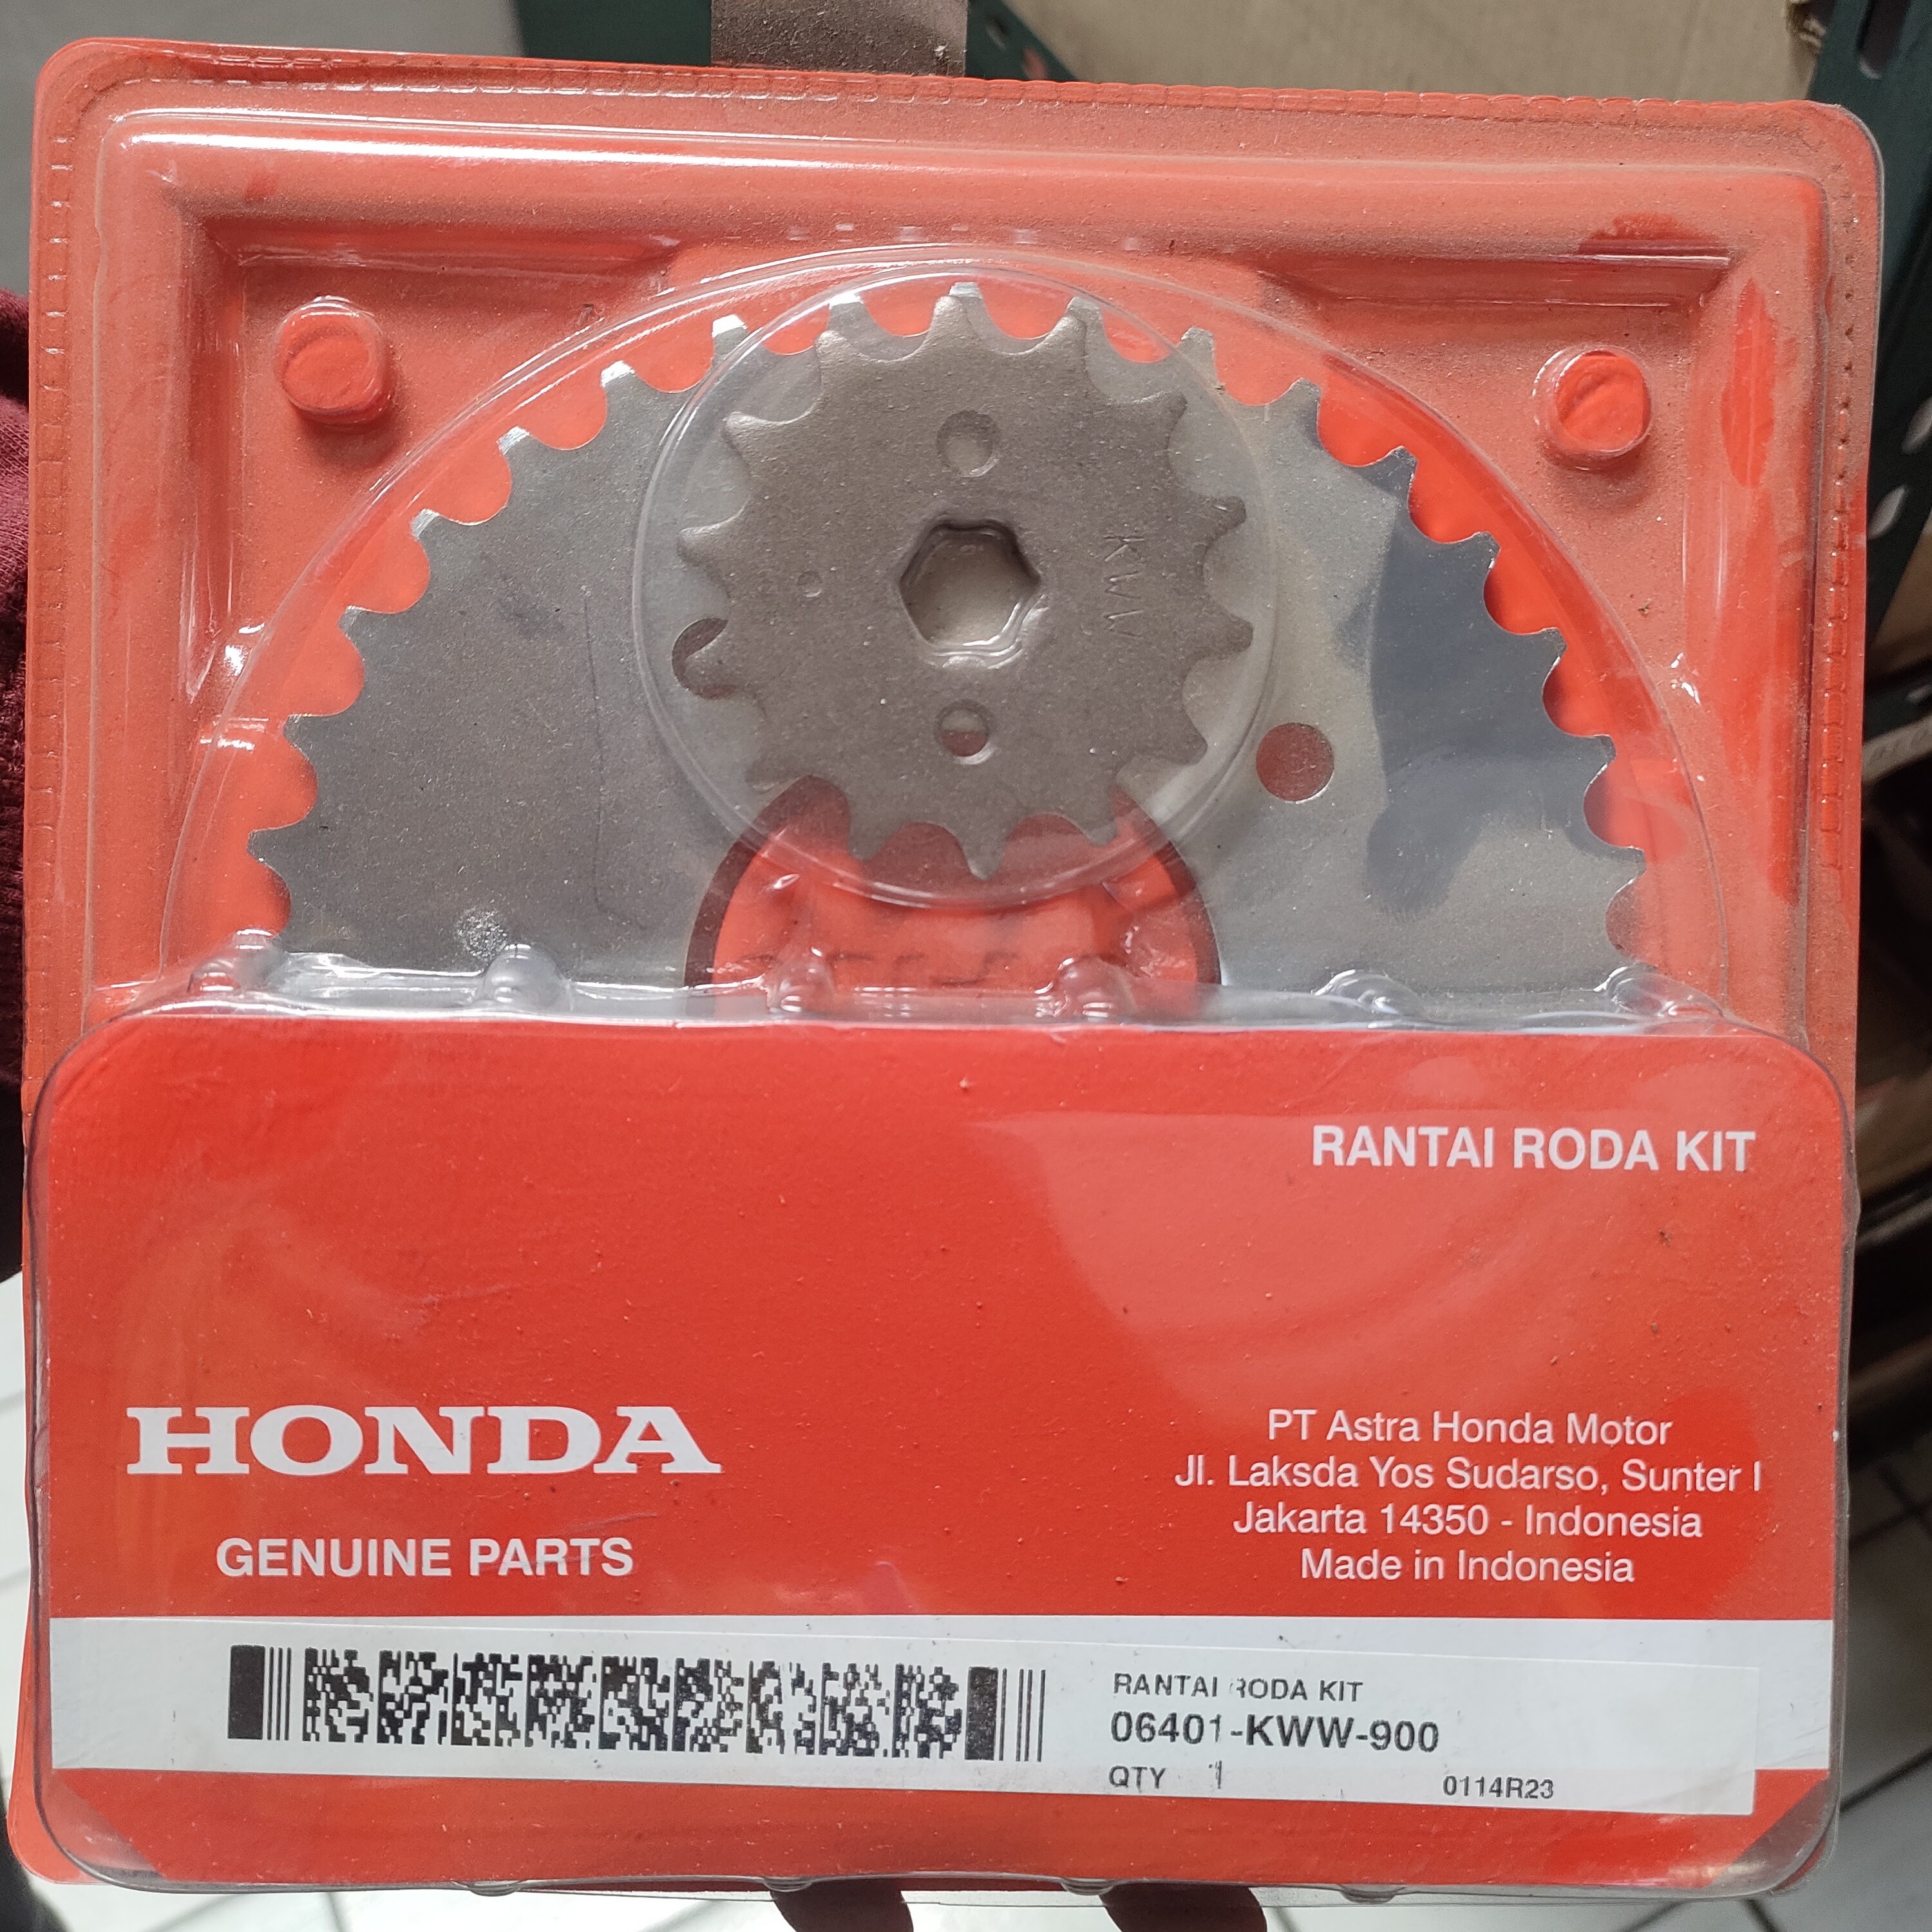 KWW
RANTAI RODA KIT
HONDA
GENUINE PARTS
PT Astra Honda Motor
Jl. Laksda Yos Sudarso, Sunter I
Jakarta 14350 - Indonesia
Made in Indonesia
RANTAI RODA KIT
06401-KWW-900
QTY 1
0114R23